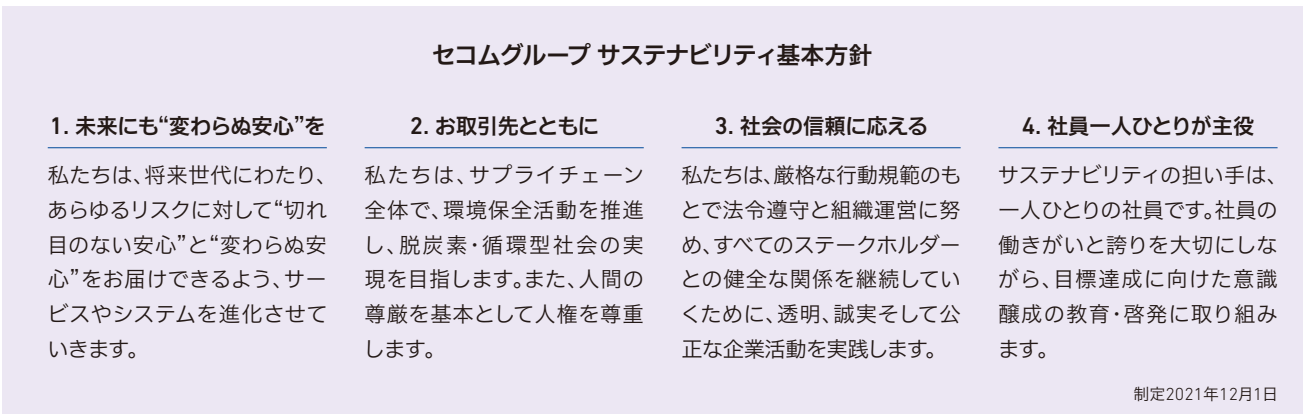 セコムグループ サステナビリティ基本方針
1. 未来にも“変わらぬ安心”を
私たちは、将来世代にわたり、
あらゆるリスクに対して“切れ
目のない安心”と“変わらぬ安
心”をお届けできるよう、サー
ビスやシステムを進化させて
いきます。
2. お取引先とともに
私たちは、サプライチェーン
全体で、環境保全活動を推進
し、脱炭素・循環型社会の実
現を目指します。また、人間の
尊厳を基本として人権を尊重
します。
3. 社会の信頼に応える
私たちは、厳格な行動規範のも
とで法令遵守と組織運営に努
め、すべてのステークホルダー
との健全な関係を継続してい
くために、透明、誠実そして公
正な企業活動を実践します。
4. 社員一人ひとりが主役
サステナビリティの担い手は、
一人ひとりの社員です。社員の
働きがいと誇りを大切にしな
がら、目標達成に向けた意識
醸成の教育・啓発に取り組み
ます。
制定2021年12月1日